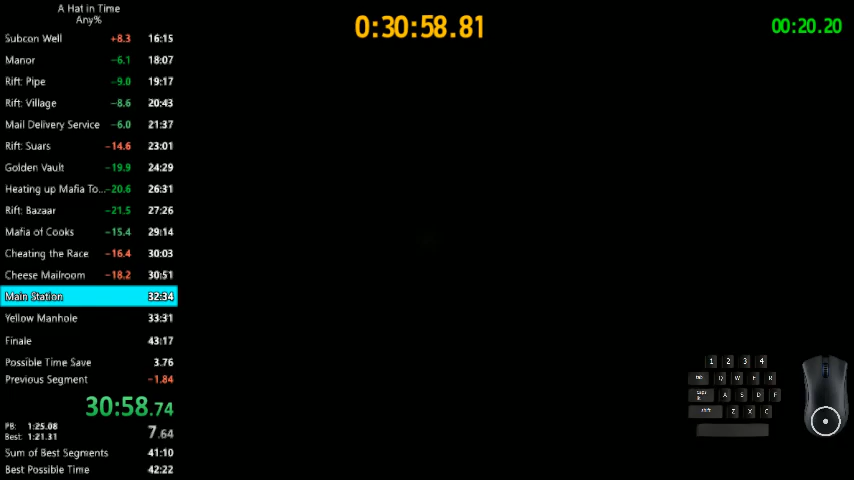 A Hat in Time
Any%
0:30:58.81
00:20.20
Subcon Well +8.3 16:15
Manor -6.1 18:07
Rift: Pipe -9.0 19:17
Rift: Village -8.6 20:43
Mail Delivery Service -6.0 21:37
Rift: Suars -14.6 23:01
Golden Vault -19.9 24:29
Heating up Mafia To... -20.6 26:31
Rift: Bazaar -21.5 27:26
Mafia of Cooks -15.4 29:14
Cheating the Race -16.4 30:03
Cheese Mailroom -18.2 30:51
Main Station 32:34
Yellow Manhole 33:31
Finale 43:17
Possible Time Save 3.76
Previous Segment -1.84
30:58.74
PB: 1:25.08
Best: 1:21.31
7.64
Sum of Best Segments 41:10
Best Possible Time 42:22
1 2 3 4
tab Q W E R
A S D F
shift Z X C